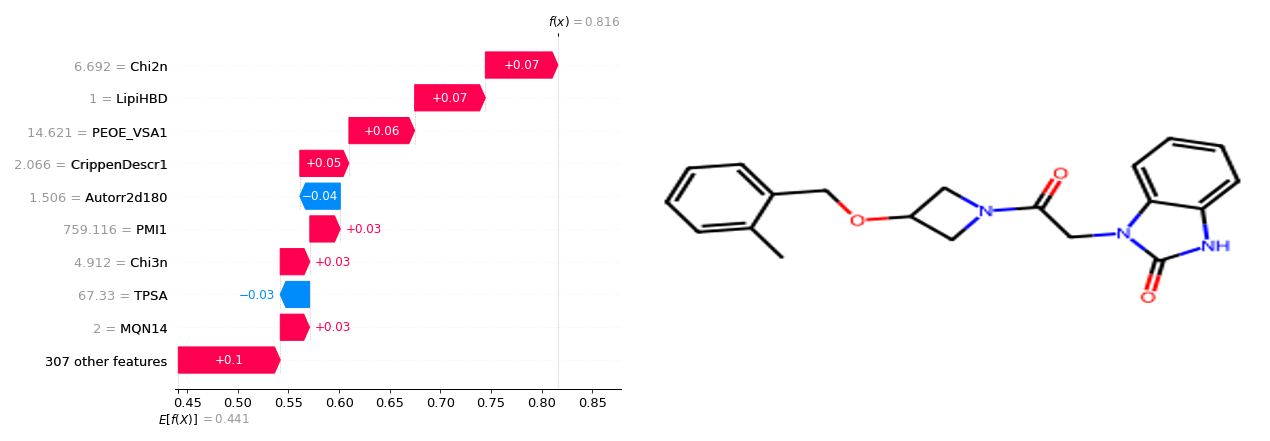 f(x) = 0.816
6.692 = Chi2n
+0.07
1 = LipiHBD
+0.07
14.621 = PEOE_VSA1
+0.06
2.066 = CrippenDescr1
+0.05
1.506 = Autorr2d180
−0.04
759.116 = PMI1
+0.03
4.912 = Chi3n
+0.03
67.33 = TPSA
−0.03
2 = MQN14
+0.03
307 other features
+0.1
0.45 0.50 0.55 0.60 0.65 0.70 0.75 0.80 0.85
E[f(X)] = 0.441
O
N
O
N
NH
O